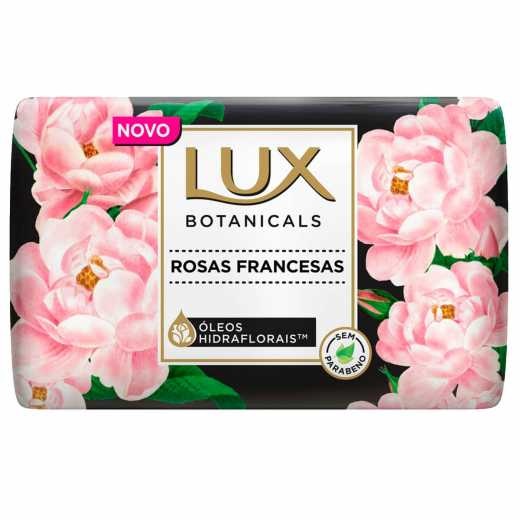 NOVO
LUX
BOTANICALS
ROSAS FRANCESAS
ÓLEOS
HIDRAFLORAIS™
SEM
PARABENO